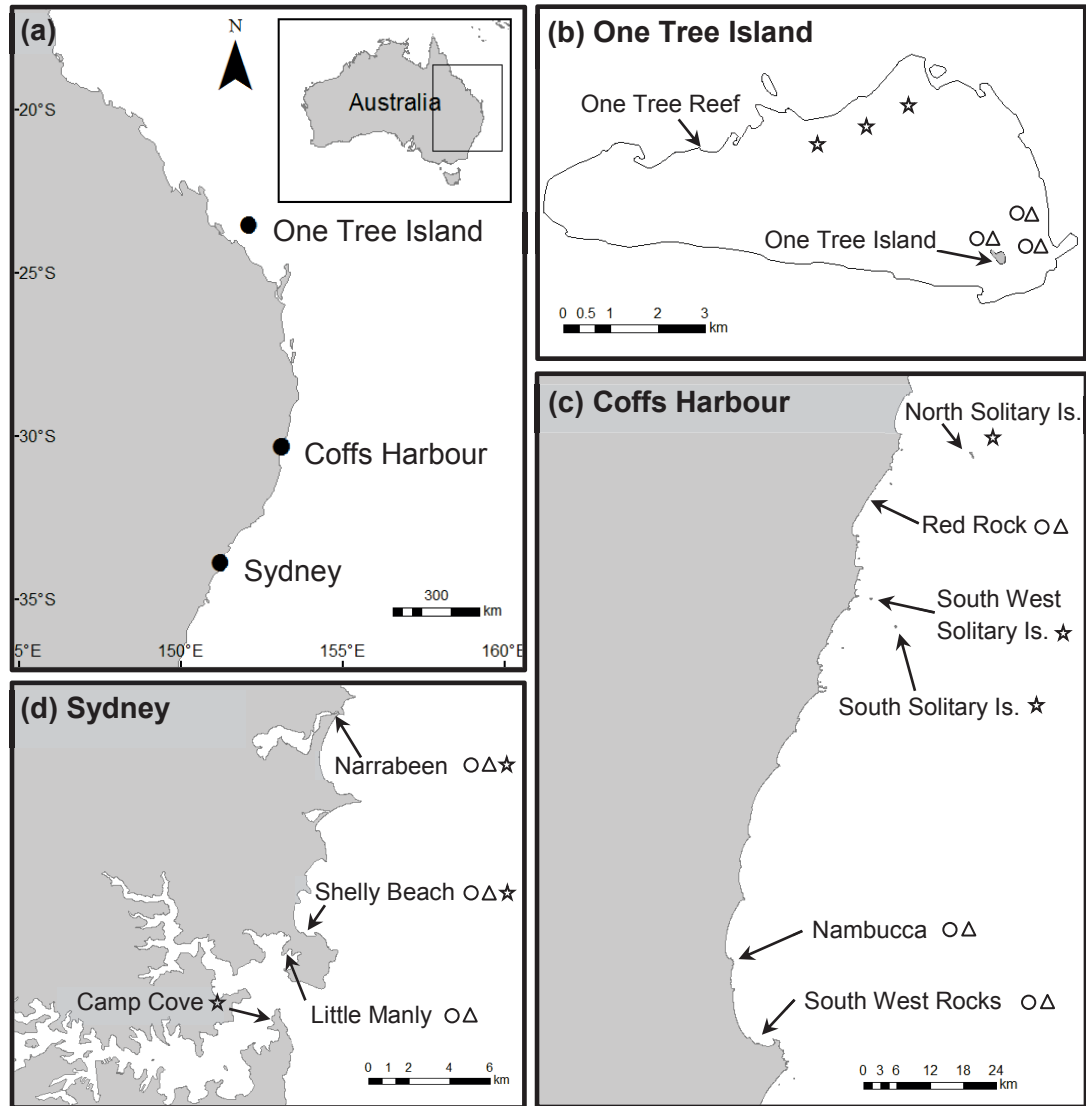 (a)
N
Australia
20°S
25°S
30°S
35°S
One Tree Island
Coffs Harbour
Sydney
300
km
5°E
150°E
155°E
160°E
(b) One Tree Island
One Tree Reef
One Tree Island
0 0.5 1 2 3
km
(c) Coffs Harbour
North Solitary Is.
Red Rock
South West
Solitary Is.
South Solitary Is.
Nambucca
South West Rocks
0 3 6 12 18 24
km
(d) Sydney
Narrabeen
Shelly Beach
Camp Cove
Little Manly
0 1 2 4 6
km